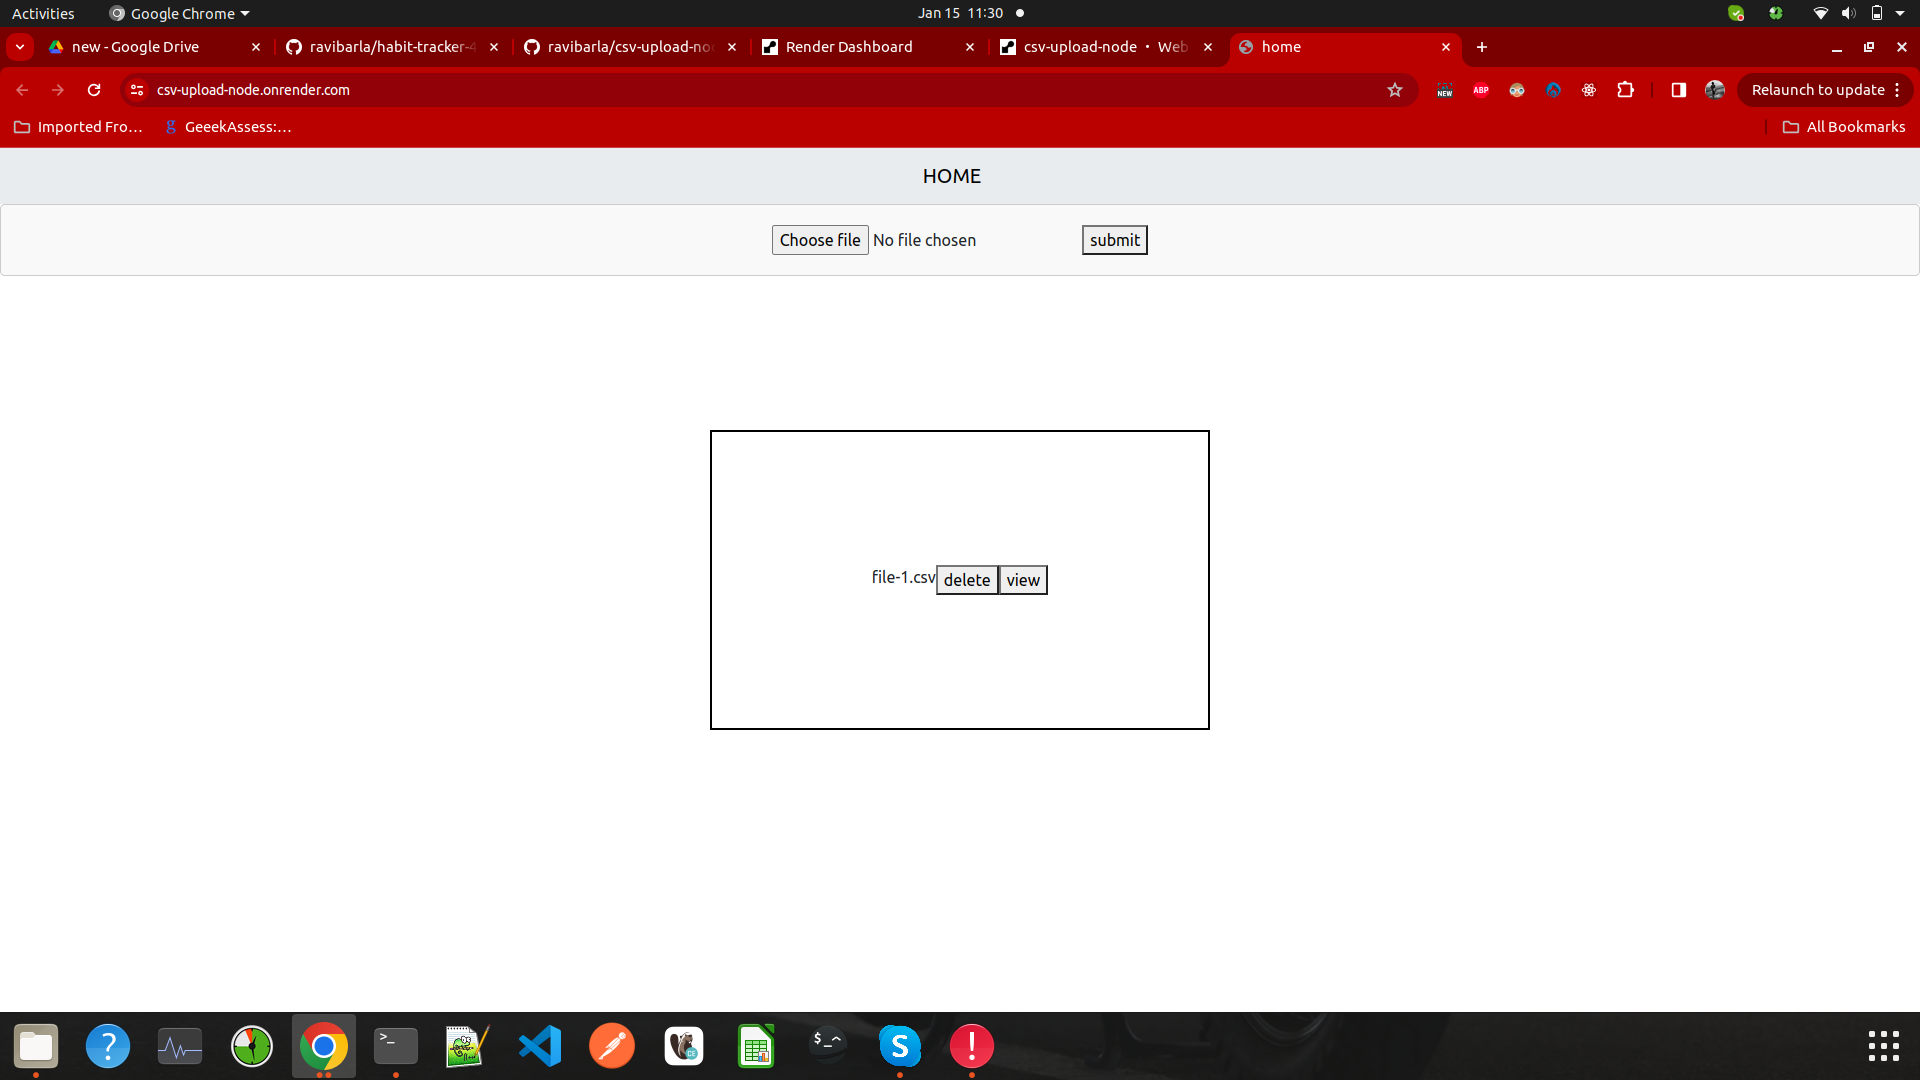 Activities Google Chrome Jan 15 11:30
new - Google Drive ravibarla/habit-tracker-4 ravibarla/csv-upload-no Render Dashboard csv-upload-node • Web home
csv-upload-node.onrender.com NEW ABP Relaunch to update
Imported Fro... GeeekAssess:... All Bookmarks
HOME
Choose file No file chosen submit
file-1.csv delete view